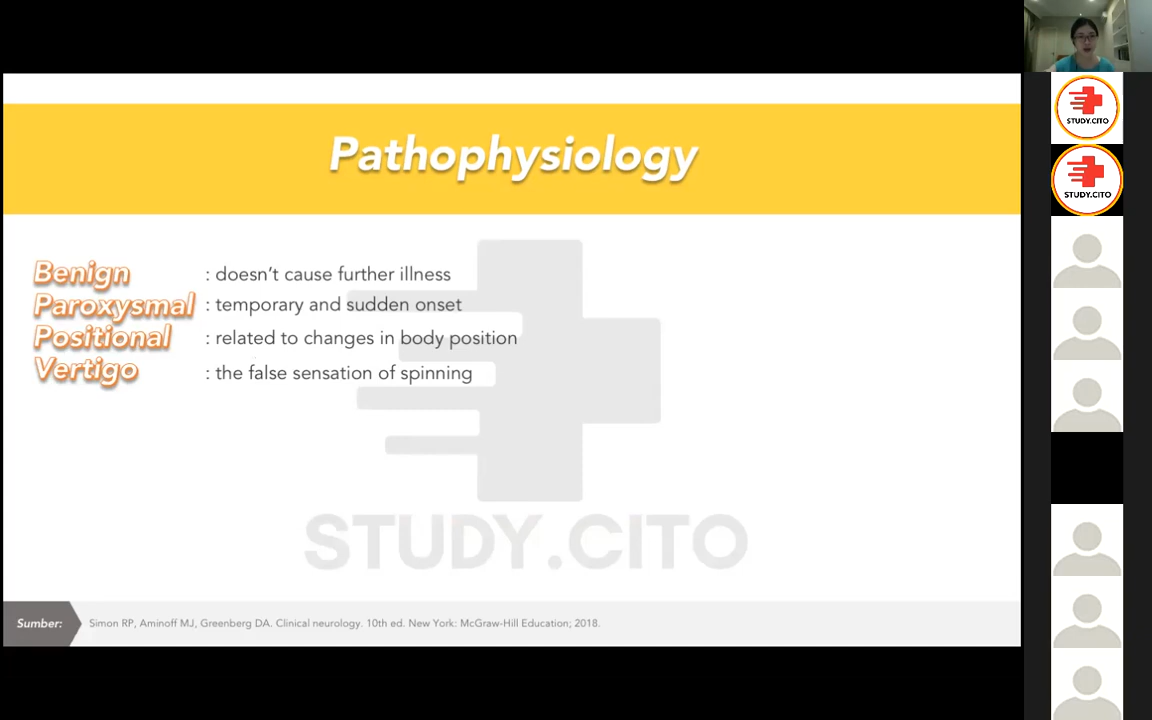 Pathophysiology
Benign : doesn't cause further illness
Paroxysmal : temporary and sudden onset
Positional : related to changes in body position
Vertigo : the false sensation of spinning
STUDY.CITO
Sumber: Simon RP, Aminoff MJ, Greenberg DA. Clinical neurology. 10th ed. New York: McGraw-Hill Education; 2018.
STUDY.CITO
STUDY.CITO